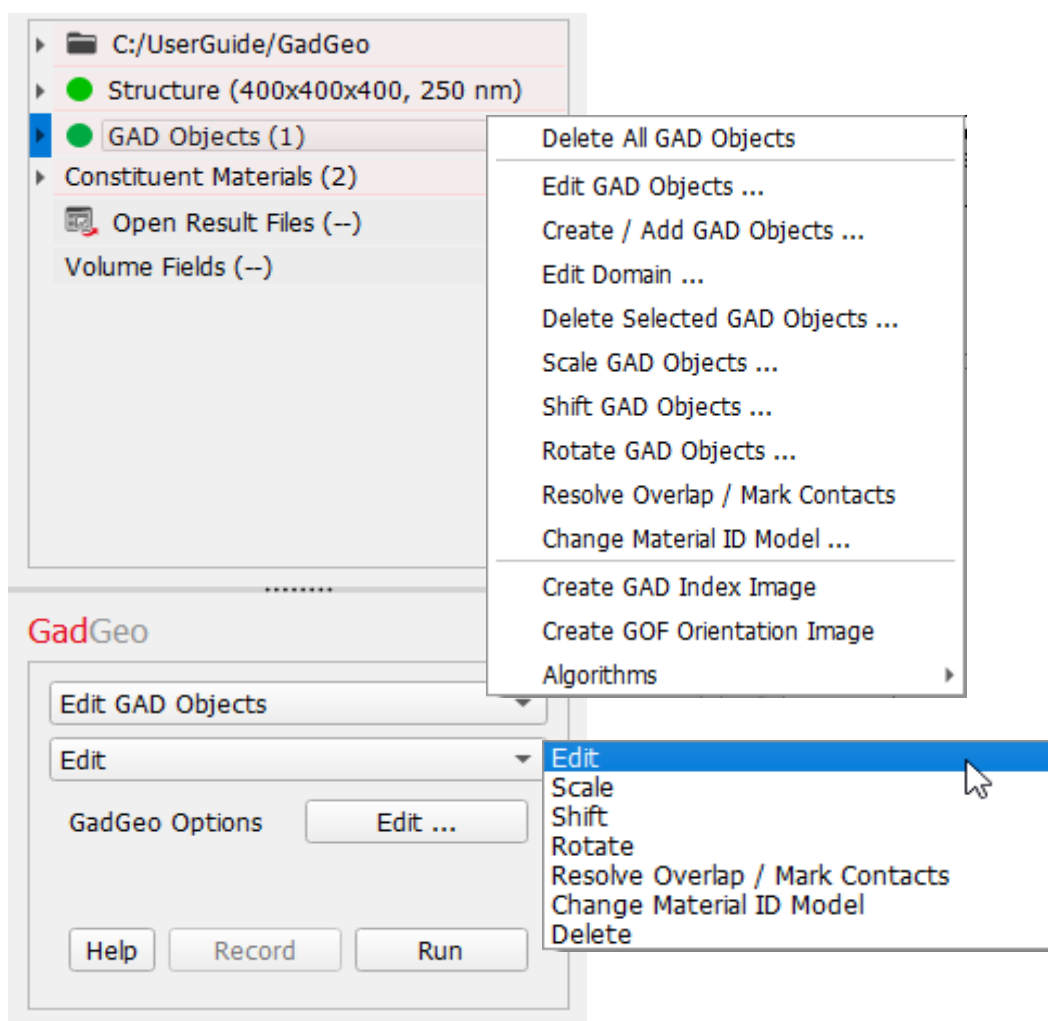 C:/UserGuide/GadGeo
Structure (400x400x400, 250 nm)
GAD Objects (1)
Constituent Materials (2)
Open Result Files (--)
Volume Fields (--)
Delete All GAD Objects
Edit GAD Objects ...
Create / Add GAD Objects ...
Edit Domain ...
Delete Selected GAD Objects ...
Scale GAD Objects ...
Shift GAD Objects ...
Rotate GAD Objects ...
Resolve Overlap / Mark Contacts
Change Material ID Model ...
Create GAD Index Image
Create GOF Orientation Image
Algorithms
GadGeo
Edit GAD Objects
Edit
GadGeo Options
Edit ...
Help
Record
Run
Edit
Scale
Shift
Rotate
Resolve Overlap / Mark Contacts
Change Material ID Model
Delete